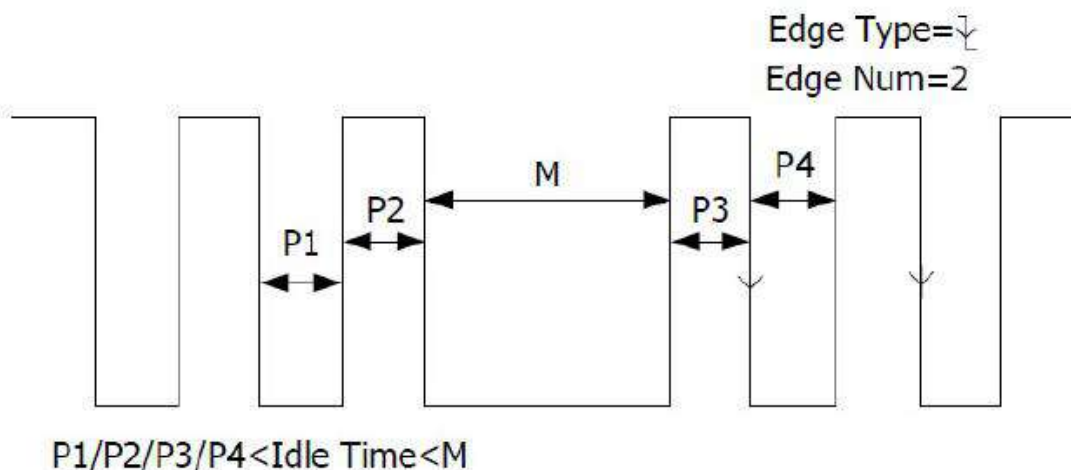 Edge Type=
Edge Num=2
M
P4
P2
P3
P1
P1/P2/P3/P4<Idle Time<M